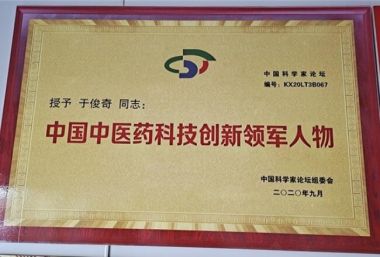 中国科学家论坛
编号：KX20LT3B067
授予 于俊奇 同志：
中国中医药科技创新领军人物
中国科学家论坛组委会
二〇二〇年九月